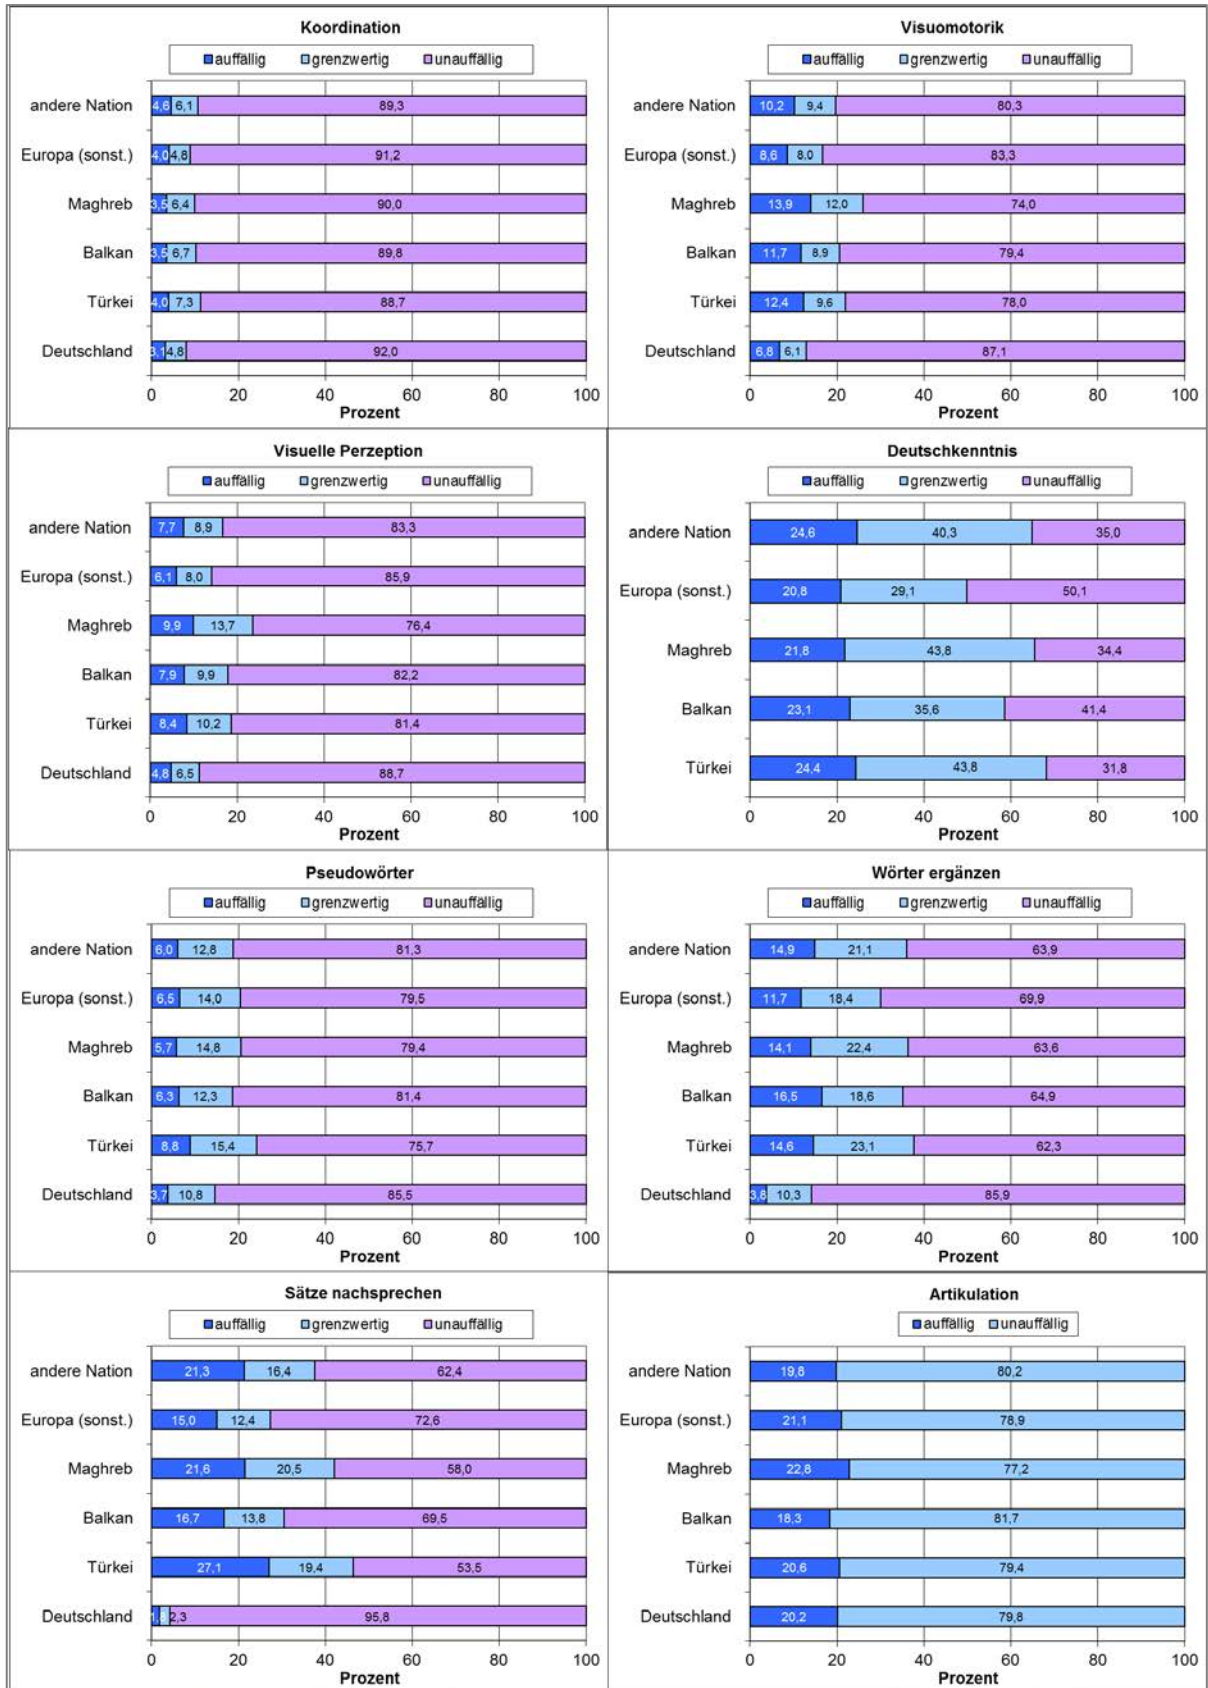 Koordination
auffällig grenzwertig unauffällig
andere Nation 4,6 6,1 89,3
Europa (sonst.) 4,0 4,8 91,2
Maghreb 3,5 6,4 90,0
Balkan 3,5 6,7 89,8
Türkei 4,0 7,3 88,7
Deutschland 3,1 4,8 92,0
0 20 40 60 80 100
Prozent
Visuomotorik
auffällig grenzwertig unauffällig
andere Nation 10,2 9,4 80,3
Europa (sonst.) 8,6 8,0 83,3
Maghreb 13,9 12,0 74,0
Balkan 11,7 8,9 79,4
Türkei 12,4 9,6 78,0
Deutschland 6,8 6,1 87,1
0 20 40 60 80 100
Prozent
Visuelle Perzeption
auffällig grenzwertig unauffällig
andere Nation 7,7 8,9 83,3
Europa (sonst.) 6,1 8,0 85,9
Maghreb 9,9 13,7 76,4
Balkan 7,9 9,9 82,2
Türkei 8,4 10,2 81,4
Deutschland 4,8 6,5 88,7
0 20 40 60 80 100
Prozent
Deutschkenntnis
auffällig grenzwertig unauffällig
andere Nation 24,6 40,3 35,0
Europa (sonst.) 20,8 29,1 50,1
Maghreb 21,8 43,8 34,4
Balkan 23,1 35,6 41,4
Türkei 24,4 43,8 31,8
0 20 40 60 80 100
Prozent
Pseudowörter
auffällig grenzwertig unauffällig
andere Nation 6,0 12,8 81,3
Europa (sonst.) 6,5 14,0 79,5
Maghreb 5,7 14,8 79,4
Balkan 6,3 12,3 81,4
Türkei 8,8 15,4 75,7
Deutschland 3,7 10,8 85,5
0 20 40 60 80 100
Prozent
Wörter ergänzen
auffällig grenzwertig unauffällig
andere Nation 14,9 21,1 63,9
Europa (sonst.) 11,7 18,4 69,9
Maghreb 14,1 22,4 63,6
Balkan 16,5 18,6 64,9
Türkei 14,6 23,1 62,3
Deutschland 3,8 10,3 85,9
0 20 40 60 80 100
Prozent
Sätze nachsprechen
auffällig grenzwertig unauffällig
andere Nation 21,3 16,4 62,4
Europa (sonst.) 15,0 12,4 72,6
Maghreb 21,6 20,5 58,0
Balkan 16,7 13,8 69,5
Türkei 27,1 19,4 53,5
Deutschland 2,3 95,8
0 20 40 60 80 100
Prozent
Artikulation
auffällig unauffällig
andere Nation 19,8 80,2
Europa (sonst.) 21,1 78,9
Maghreb 22,8 77,2
Balkan 18,3 81,7
Türkei 20,6 79,4
Deutschland 20,2 79,8
0 20 40 60 80 100
Prozent